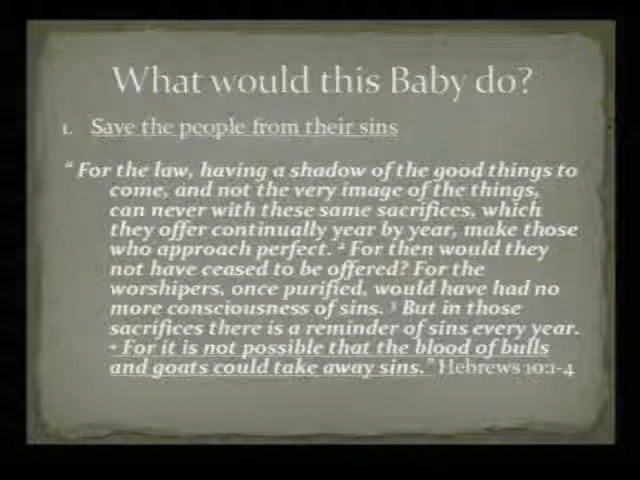 What would this Baby do?
1. Save the people from their sins
" For the law, having a shadow of the good things to
come, and not the very image of the things,
can never with these same sacrifices, which
they offer continually year by year, make those
who approach perfect. ² For then would they
not have ceased to be offered? For the
worshipers, once purified, would have had no
more consciousness of sins. ³ But in those
sacrifices there is a reminder of sins every year.
⁴ For it is not possible that the blood of bulls
and goats could take away sins." Hebrews 10:1-4